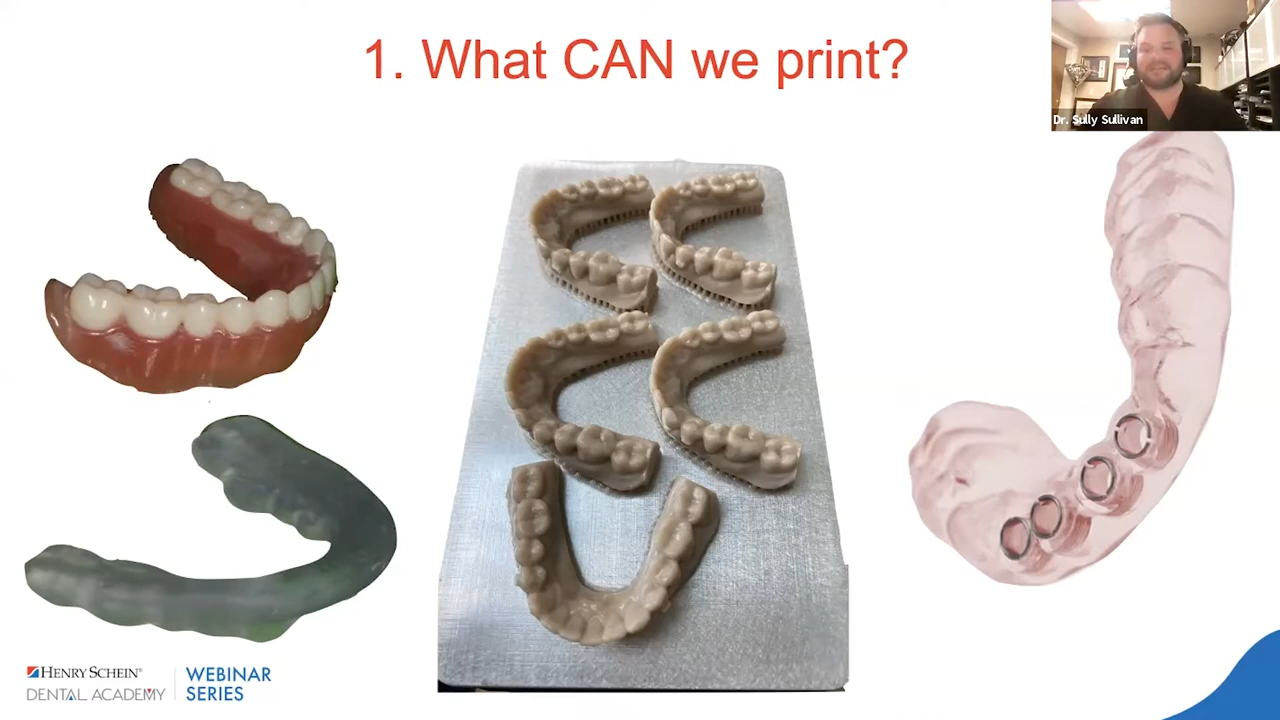 1. What CAN we print?
Dr. Sully Sullivan
HENRY SCHEIN®
DENTAL ACADEMY
WEBINAR
SERIES